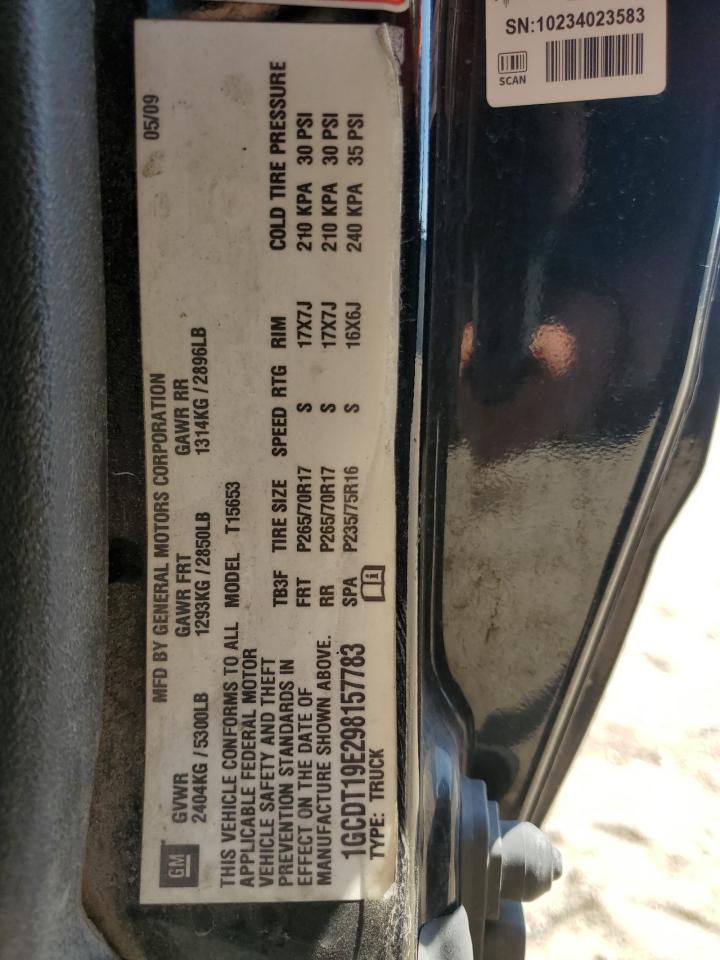 MFD BY GENERAL MOTORS CORPORATION 05/09
GM
GVWR GAWR FRT GAWR RR
2404KG / 5300LB 1293KG / 2850LB 1314KG / 2896LB
THIS VEHICLE CONFORMS TO ALL
APPLICABLE FEDERAL MOTOR
VEHICLE SAFETY AND THEFT
PREVENTION STANDARDS IN
EFFECT ON THE DATE OF
MANUFACTURE SHOWN ABOVE.
1GCDT19E298157783
TYPE: TRUCK
MODEL T15653
TB3F TIRE SIZE SPEED RTG RIM COLD TIRE PRESSURE
FRT P265/70R17 S 17X7J 210 KPA 30 PSI
RR P265/70R17 S 17X7J 210 KPA 30 PSI
SPA P235/75R16 S 16X6J 240 KPA 35 PSI
SN:10234023583
SCAN